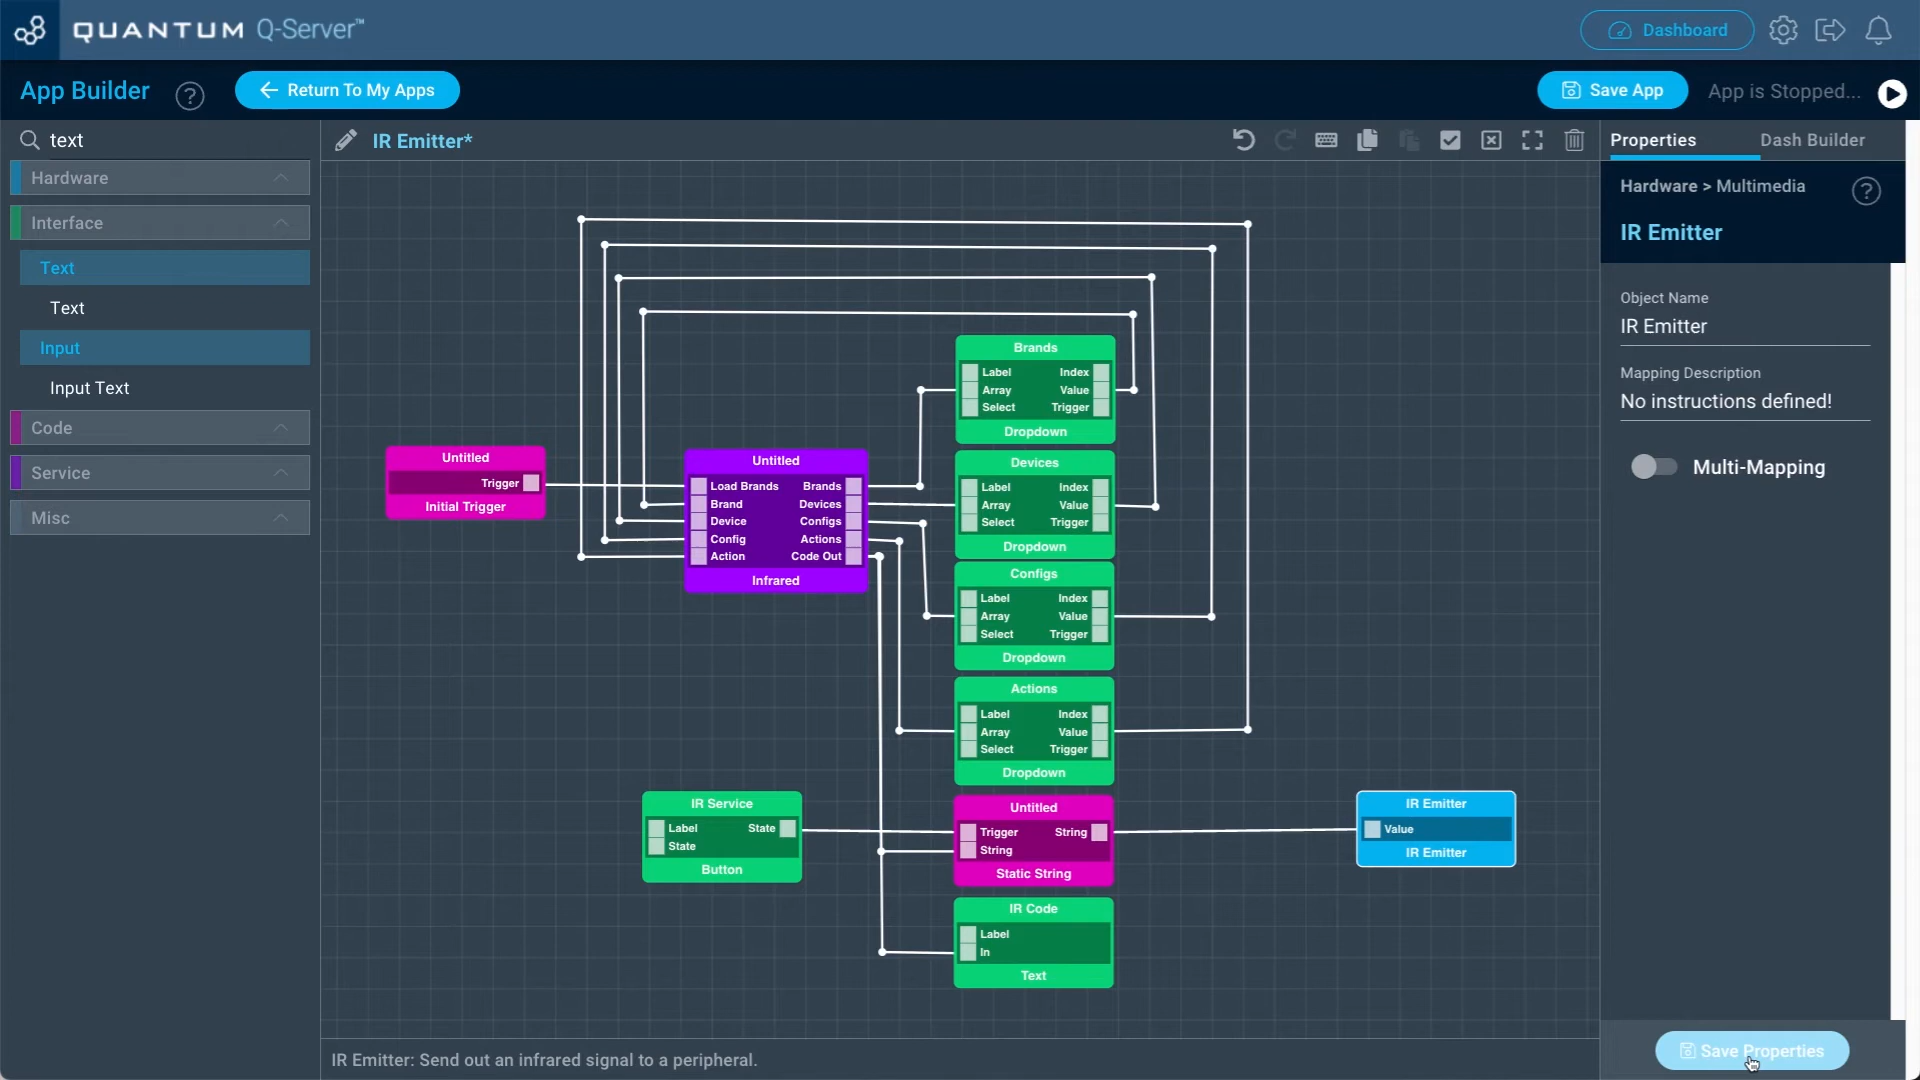 QUANTUM Q-Server™
Dashboard
App Builder
?
Return To My Apps
Save App
App is Stopped...
text
IR Emitter*
Properties
Dash Builder
Hardware
Interface
Text
Text
Input
Input Text
Code
Service
Misc
Hardware > Multimedia
?
IR Emitter
Object Name
IR Emitter
Mapping Description
No instructions defined!
Multi-Mapping
Untitled
Trigger
Initial Trigger
Untitled
Load Brands Brands
Brand Devices
Device Configs
Config Actions
Action Code Out
Infrared
Brands
Label Index
Array Value
Select Trigger
Dropdown
Devices
Label Index
Array Value
Select Trigger
Dropdown
Configs
Label Index
Array Value
Select Trigger
Dropdown
Actions
Label Index
Array Value
Select Trigger
Dropdown
IR Service
Label State
State
Button
Untitled
Trigger String
String
Static String
IR Emitter
Value
IR Emitter
IR Code
Label
In
Text
IR Emitter: Send out an infrared signal to a peripheral.
Save Properties